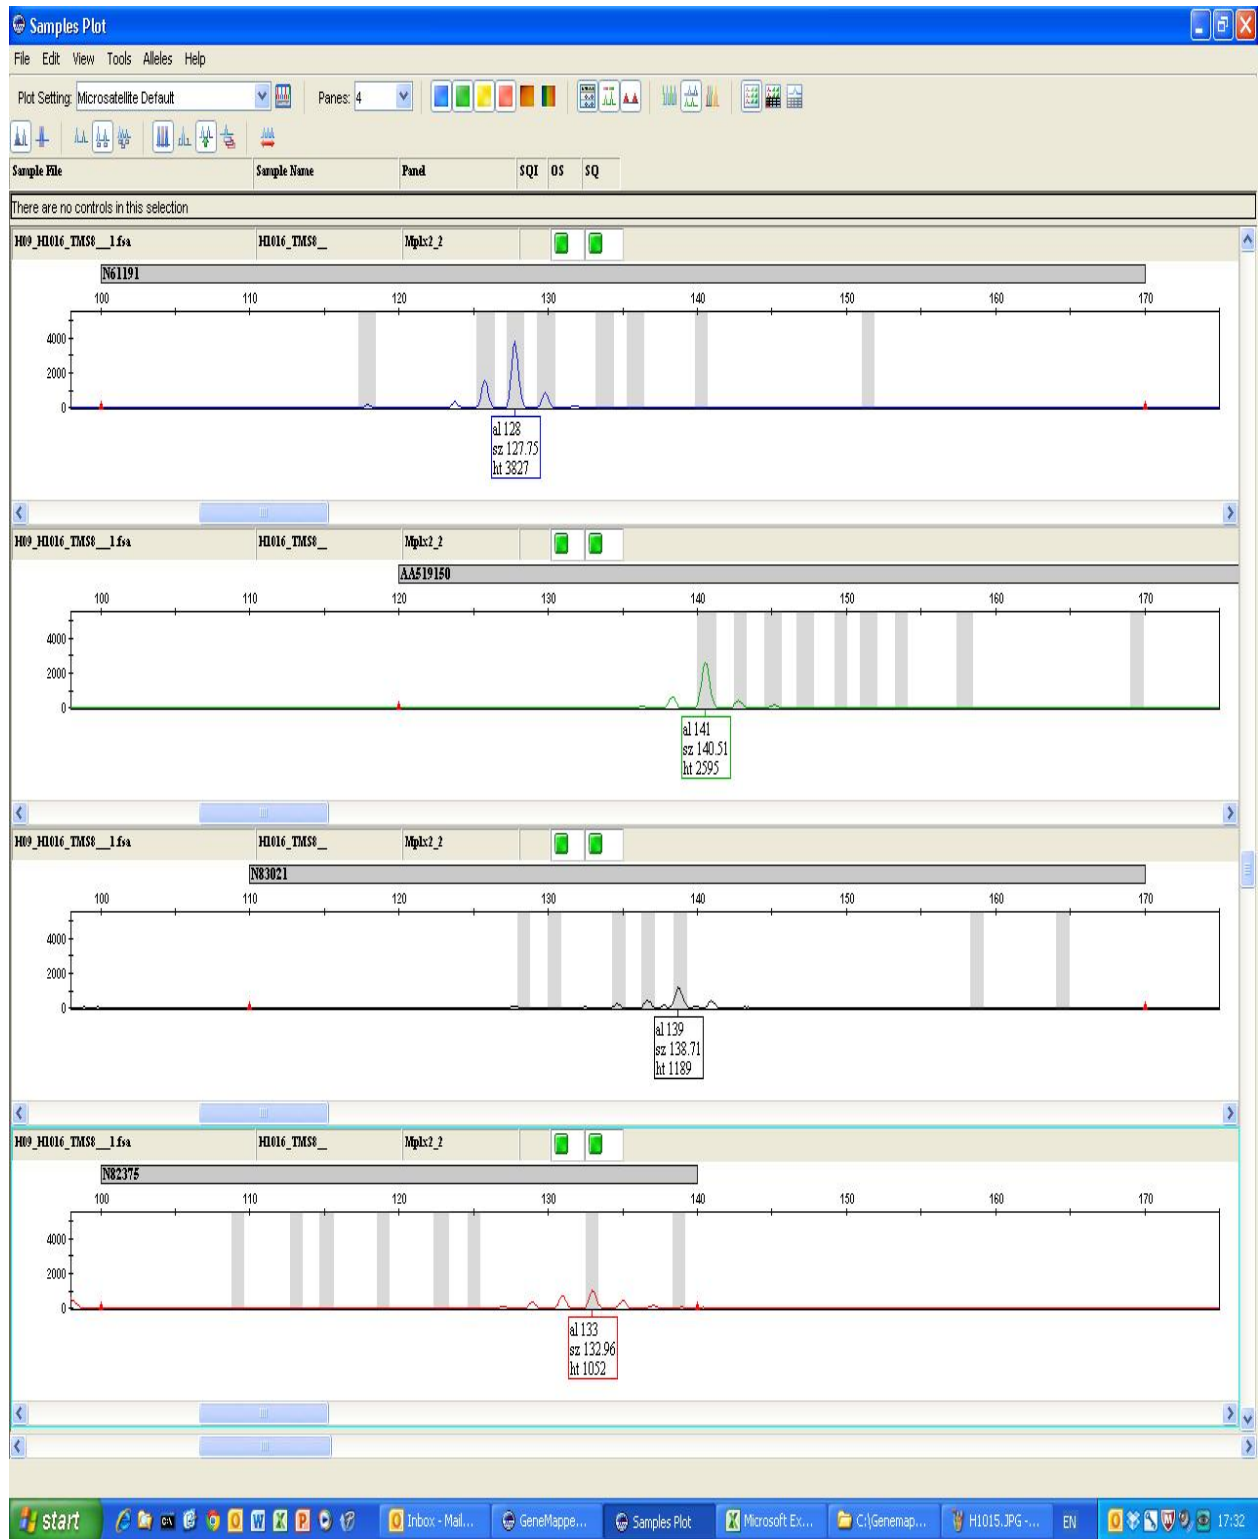 Samples Plot
File Edit View Tools Alleles Help
Plot Setting: Microsatellite Default Panes: 4
Sample File Sample Name Panel SQI OS SQ
There are no controls in this selection
H09_H1016_TMS8__1.fsa H1016_TMS8__ Mplx2_2
N61191
100 110 120 130 140 150 160 170
4000
2000
0
al 128
sz 127.75
ht 3827
H09_H1016_TMS8__1.fsa H1016_TMS8__ Mplx2_2
AA519150
100 110 120 130 140 150 160 170
4000
2000
0
al 141
sz 140.51
ht 2595
H09_H1016_TMS8__1.fsa H1016_TMS8__ Mplx2_2
N83021
100 110 120 130 140 150 160 170
4000
2000
0
al 139
sz 138.71
ht 1189
H09_H1016_TMS8__1.fsa H1016_TMS8__ Mplx2_2
N82375
100 110 120 130 140 150 160 170
4000
2000
0
al 133
sz 132.96
ht 1052
start Inbox - Mail... GeneMappe... Samples Plot Microsoft Ex... C:\Genemap... H1015.JPG -... EN 17:32